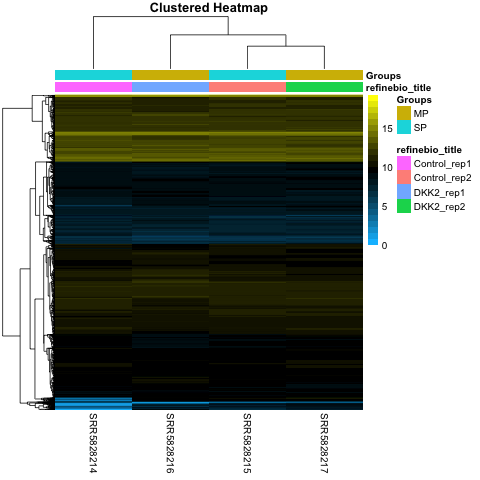 Clustered Heatmap
Groups
refinebio_title
Groups
MP
SP
15
10
5
0
refinebio_title
Control_rep1
Control_rep2
DKK2_rep1
DKK2_rep2
SRR5828214
SRR5828216
SRR5828215
SRR5828217